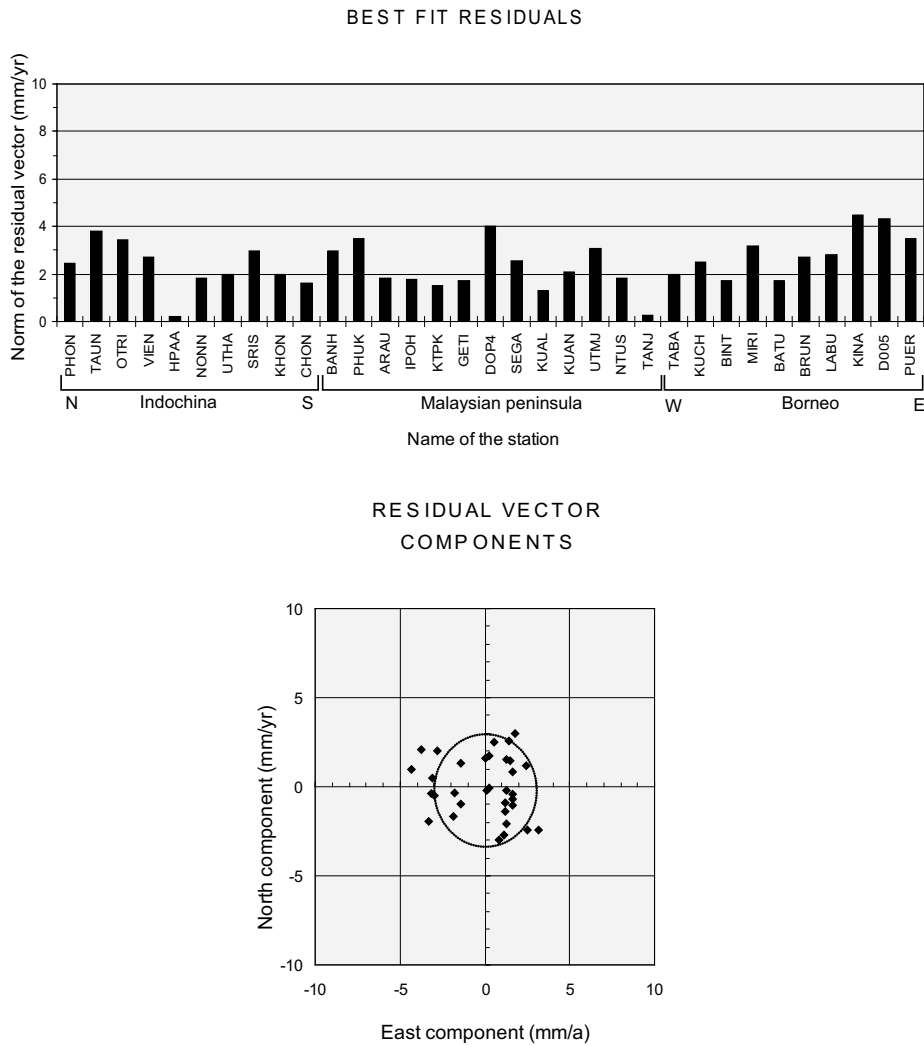 BEST FIT RESIDUALS
Norm of the residual vector (mm/yr)
10
8
6
4
2
0
PHON TAUN OTRI VIEN HPAA NONN UTHA SRIS KHON CHON BANH PHUK ARAU IPOH KTPK GETI DOP4 SEGA KUAL KUAN UTMJ NTUS TANJ TABA KUCH BINT MIRI BATU BRUN LABU KINA D005 PUER
N Indochina S Malaysian peninsula W Borneo E
Name of the station
RESIDUAL VECTOR
COMPONENTS
North component (mm/yr)
10
5
0
-5
-10
-10 -5 0 5 10
East component (mm/a)